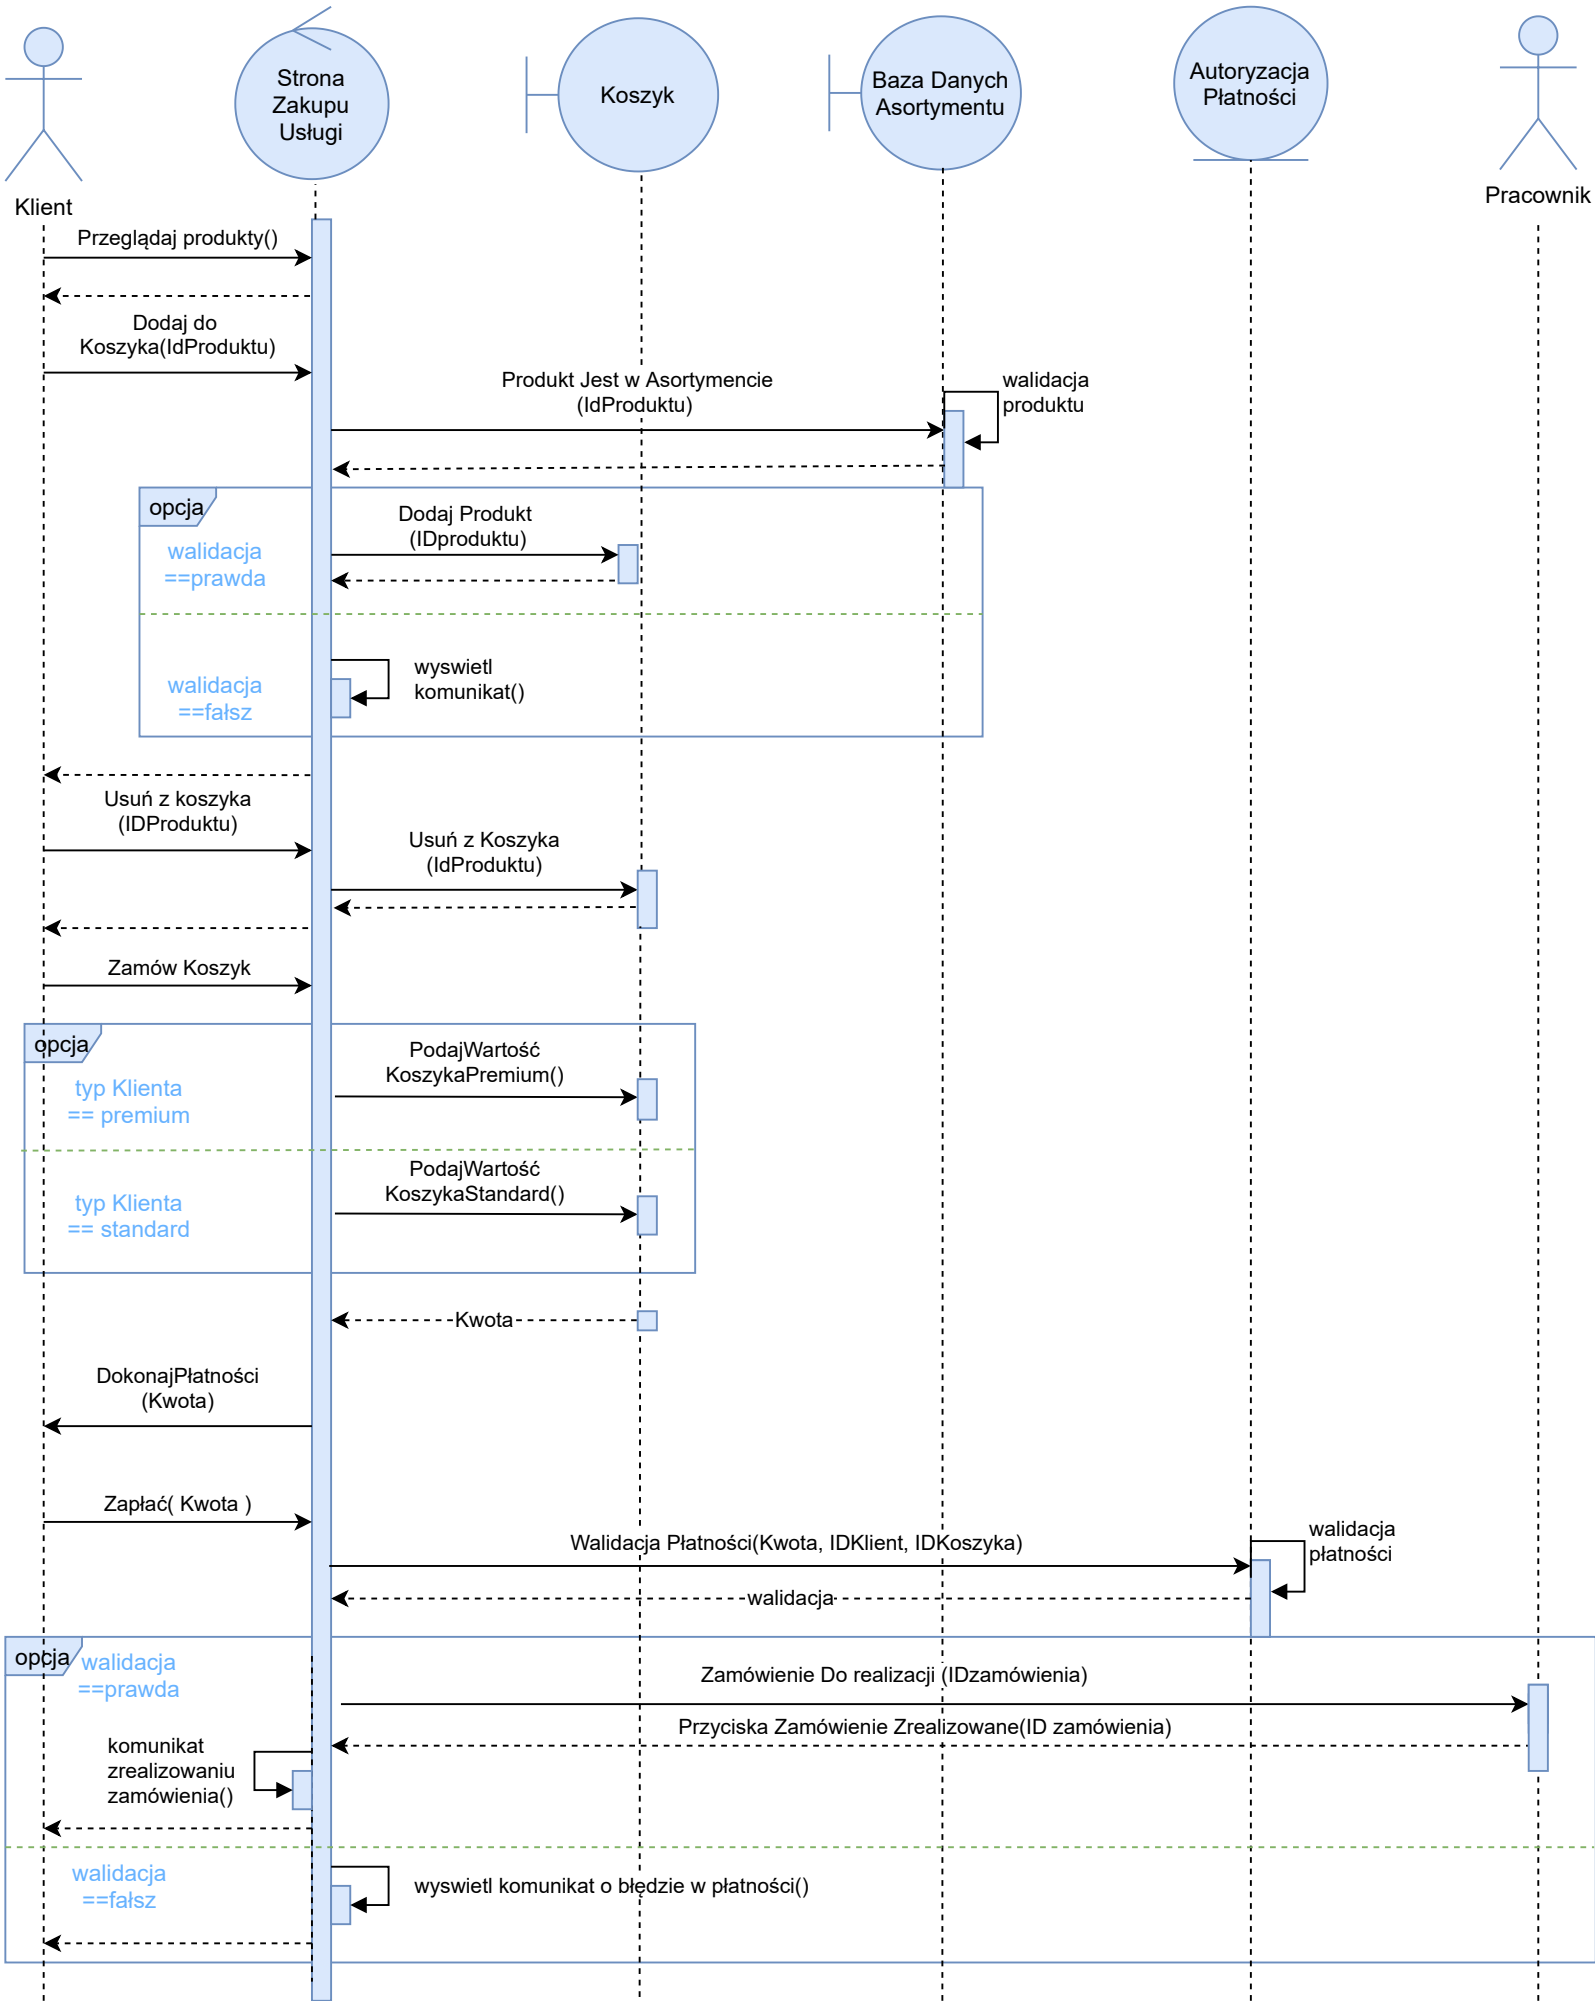 Strona
Zakupu
Usługi
Koszyk
Baza Danych
Asortymentu
Autoryzacja
Płatności
Klient
Pracownik
Przeglądaj produkty()
Dodaj do
Koszyka(IdProduktu)
Produkt Jest w Asortymencie
(IdProduktu)
walidacja
produktu
opcja
walidacja
==prawda
Dodaj Produkt
(IDproduktu)
walidacja
==fałsz
wyswietl
komunikat()
Usuń z koszyka
(IDProduktu)
Usuń z Koszyka
(IdProduktu)
Zamów Koszyk
opcja
typ Klienta
== premium
PodajWartość
KoszykaPremium()
typ Klienta
== standard
PodajWartość
KoszykaStandard()
Kwota
DokonajPłatności
(Kwota)
Zapłać( Kwota )
Walidacja Płatności(Kwota, IDKlient, IDKoszyka)
walidacja
płatności
walidacja
opcja
walidacja
==prawda
Zamówienie Do realizacji (IDzamówienia)
Przyciska Zamówienie Zrealizowane(ID zamówienia)
komunikat
zrealizowaniu
zamówienia()
walidacja
==fałsz
wyswietl komunikat o błędzie w płatności()